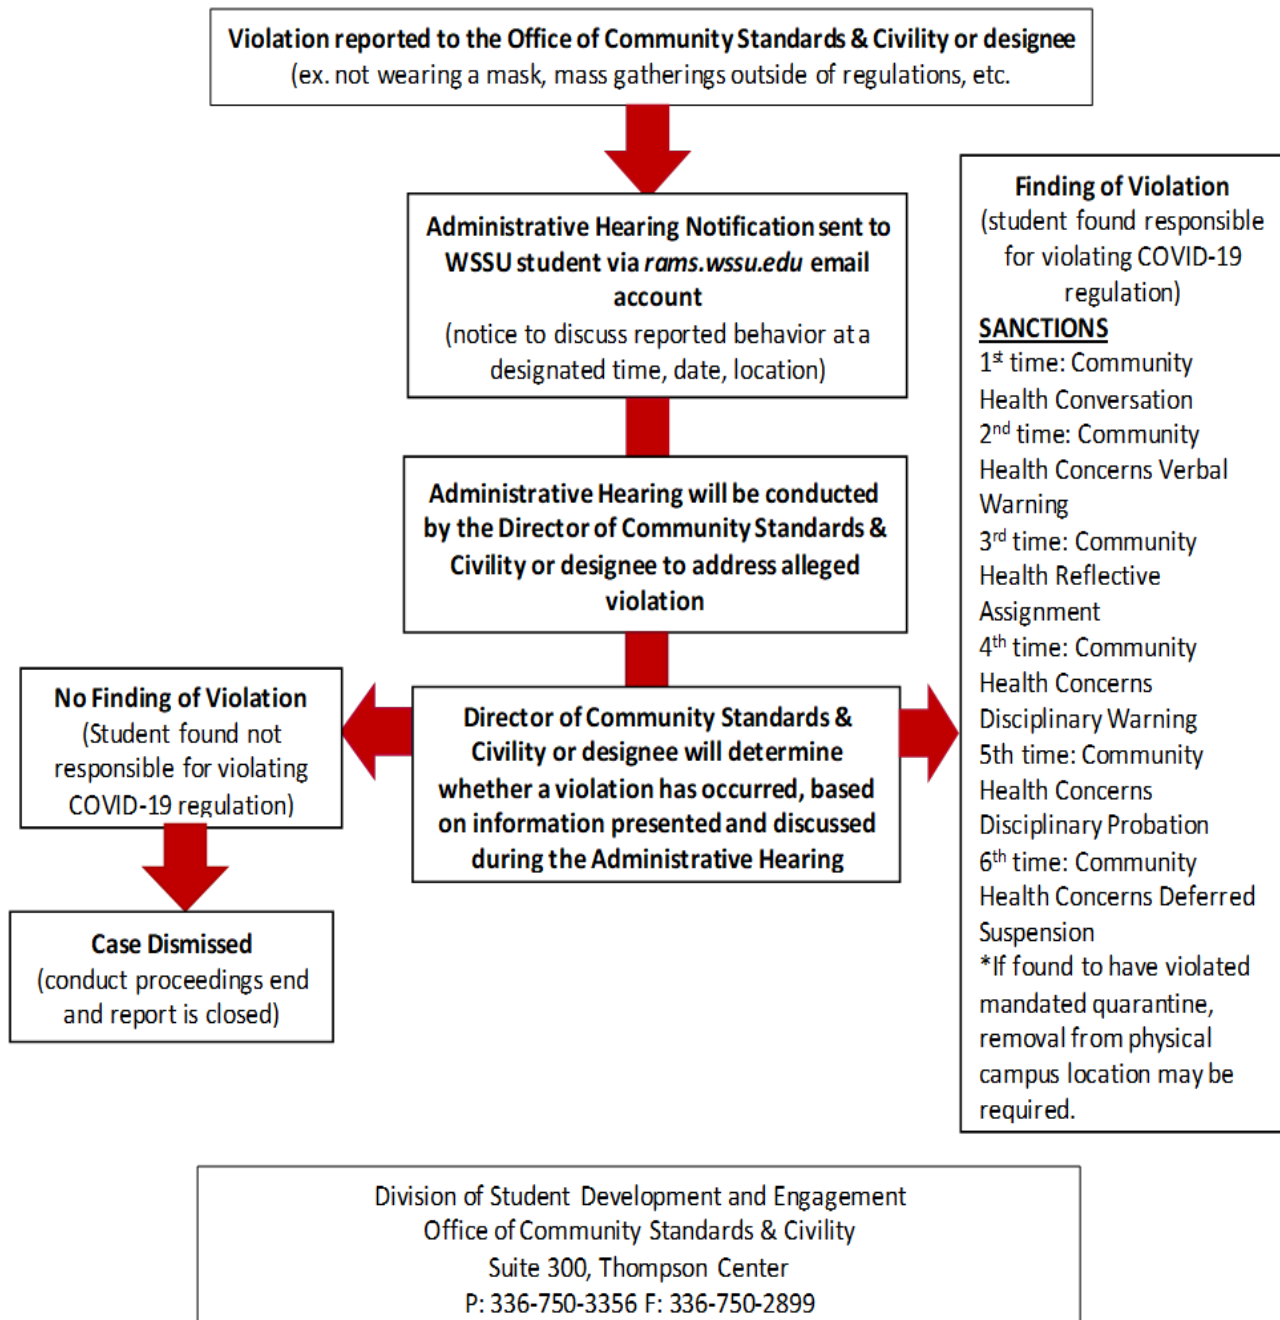 Violation reported to the Office of Community Standards & Civility or designee
(ex. not wearing a mask, mass gatherings outside of regulations, etc.
Administrative Hearing Notification sent to
WSSU student via rams.wssu.edu email
account
(notice to discuss reported behavior at a
designated time, date, location)
Administrative Hearing will be conducted
by the Director of Community Standards &
Civility or designee to address alleged
violation
Director of Community Standards &
Civility or designee will determine
whether a violation has occurred, based
on information presented and discussed
during the Administrative Hearing
No Finding of Violation
(Student found not
responsible for violating
COVID-19 regulation)
Case Dismissed
(conduct proceedings end
and report is closed)
Finding of Violation
(student found responsible
for violating COVID-19
regulation)
SANCTIONS
1st time: Community
Health Conversation
2nd time: Community
Health Concerns Verbal
Warning
3rd time: Community
Health Reflective
Assignment
4th time: Community
Health Concerns
Disciplinary Warning
5th time: Community
Health Concerns
Disciplinary Probation
6th time: Community
Health Concerns Deferred
Suspension
*If found to have violated
mandated quarantine,
removal from physical
campus location may be
required.
Division of Student Development and Engagement
Office of Community Standards & Civility
Suite 300, Thompson Center
P: 336-750-3356 F: 336-750-2899